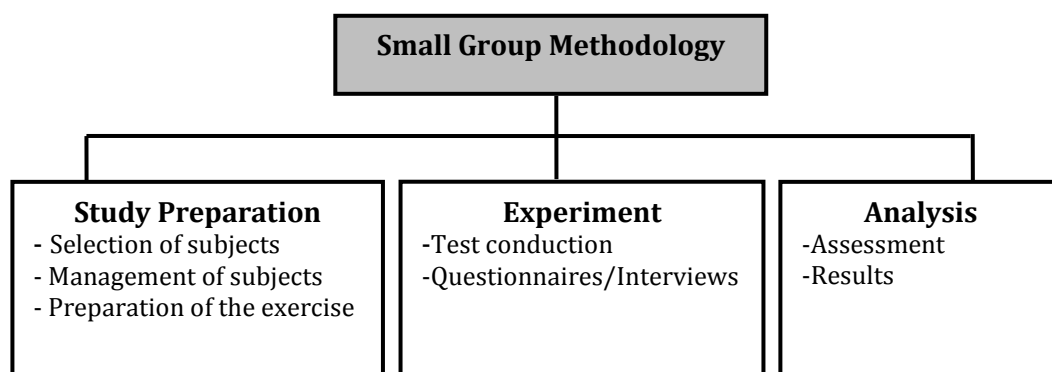 Small Group Methodology
Study Preparation
- Selection of subjects
- Management of subjects
- Preparation of the exercise
Experiment
-Test conduction
-Questionnaires/Interviews
Analysis
-Assessment
-Results